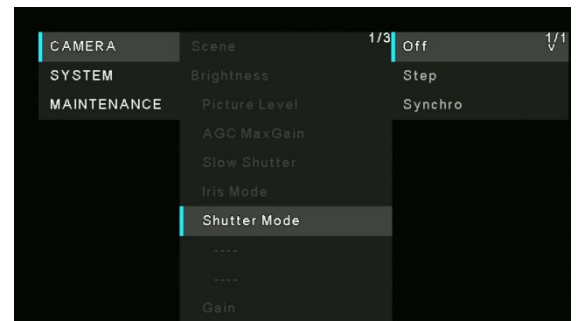 CAMERA
SYSTEM
MAINTENANCE
1/3
Scene
Brightness
Picture Level
AGC MaxGain
Slow Shutter
Iris Mode
Shutter Mode
----
----
Gain
1/1
Off
Step
Synchro